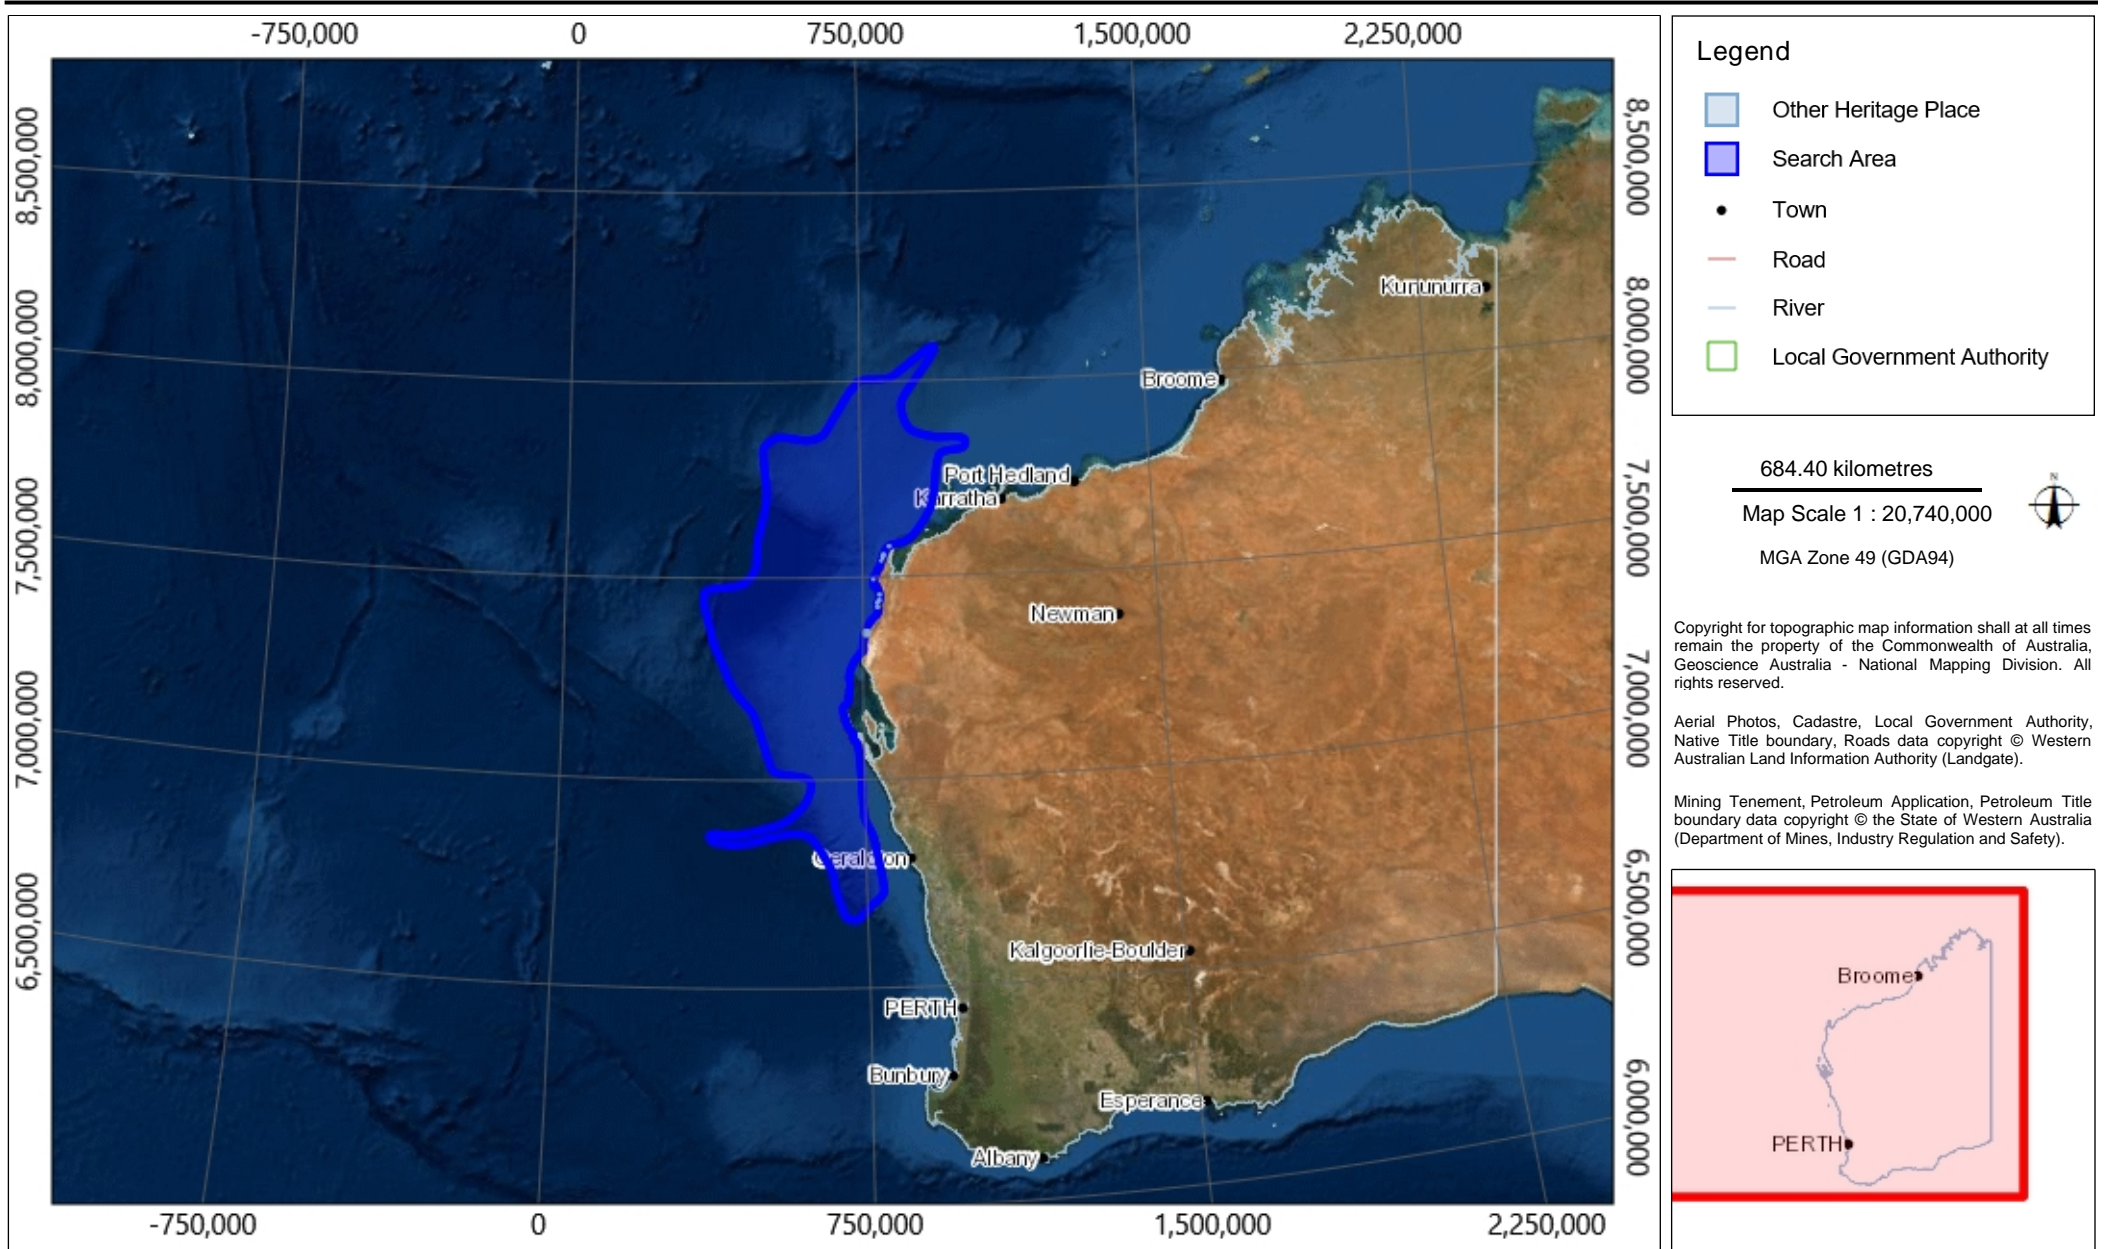 -750,000 0 750,000 1,500,000 2,250,000
8,500,000
8,000,000
7,500,000
7,000,000
6,500,000
8,500,000
8,000,000
7,500,000
7,000,000
6,500,000
6,000,000
Kununurra
Broome
Port Hedland
Karratha
Newman
Geraldton
Kalgoorlie-Boulder
PERTH
Bunbury
Esperance
Albany
-750,000 0 750,000 1,500,000 2,250,000
Legend
Other Heritage Place
Search Area
Town
Road
River
Local Government Authority
684.40 kilometres
Map Scale 1 : 20,740,000
MGA Zone 49 (GDA94)
N
Copyright for topographic map information shall at all times
remain the property of the Commonwealth of Australia,
Geoscience Australia - National Mapping Division. All
rights reserved.
Aerial Photos, Cadastre, Local Government Authority,
Native Title boundary, Roads data copyright © Western
Australian Land Information Authority (Landgate).
Mining Tenement, Petroleum Application, Petroleum Title
boundary data copyright © the State of Western Australia
(Department of Mines, Industry Regulation and Safety).
Broome
PERTH